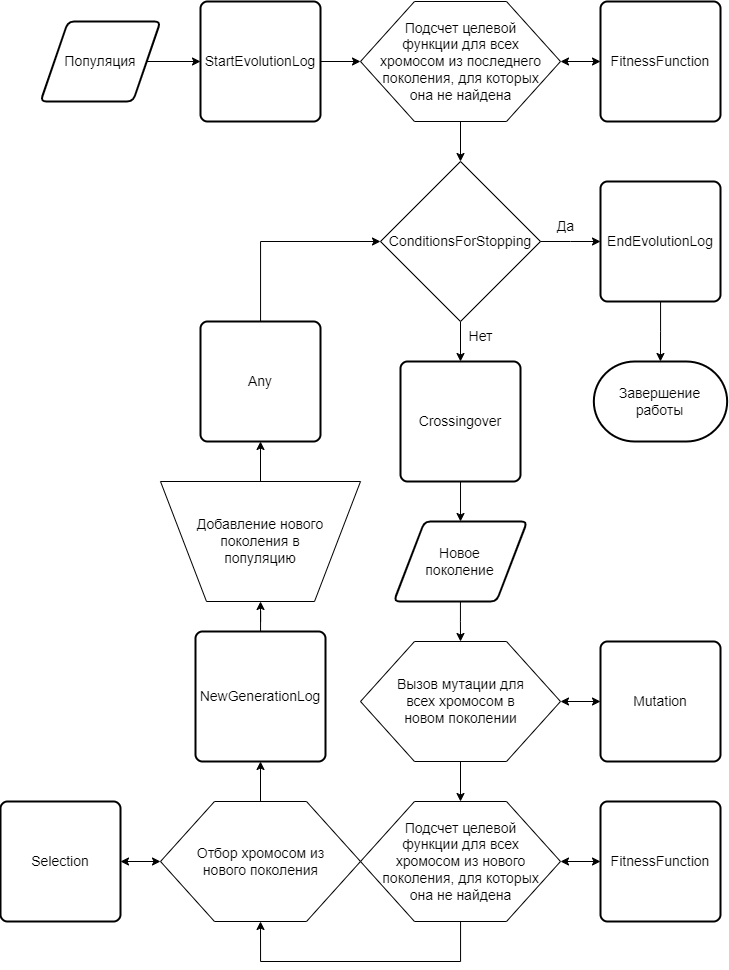 Популяция
StartEvolutionLog
Подсчет целевой
функции для всех
хромосом из последнего
поколения, для которых
она не найдена
FitnessFunction
ConditionsForStopping
Да
EndEvolutionLog
Завершение
работы
Нет
Any
Crossingover
Добавление нового
поколения в
популяцию
Новое
поколение
NewGenerationLog
Вызов мутации для
всех хромосом в
новом поколении
Mutation
Selection
Отбор хромосом из
нового поколения
Подсчет целевой
функции для всех
хромосом из нового
поколения, для которых
она не найдена
FitnessFunction